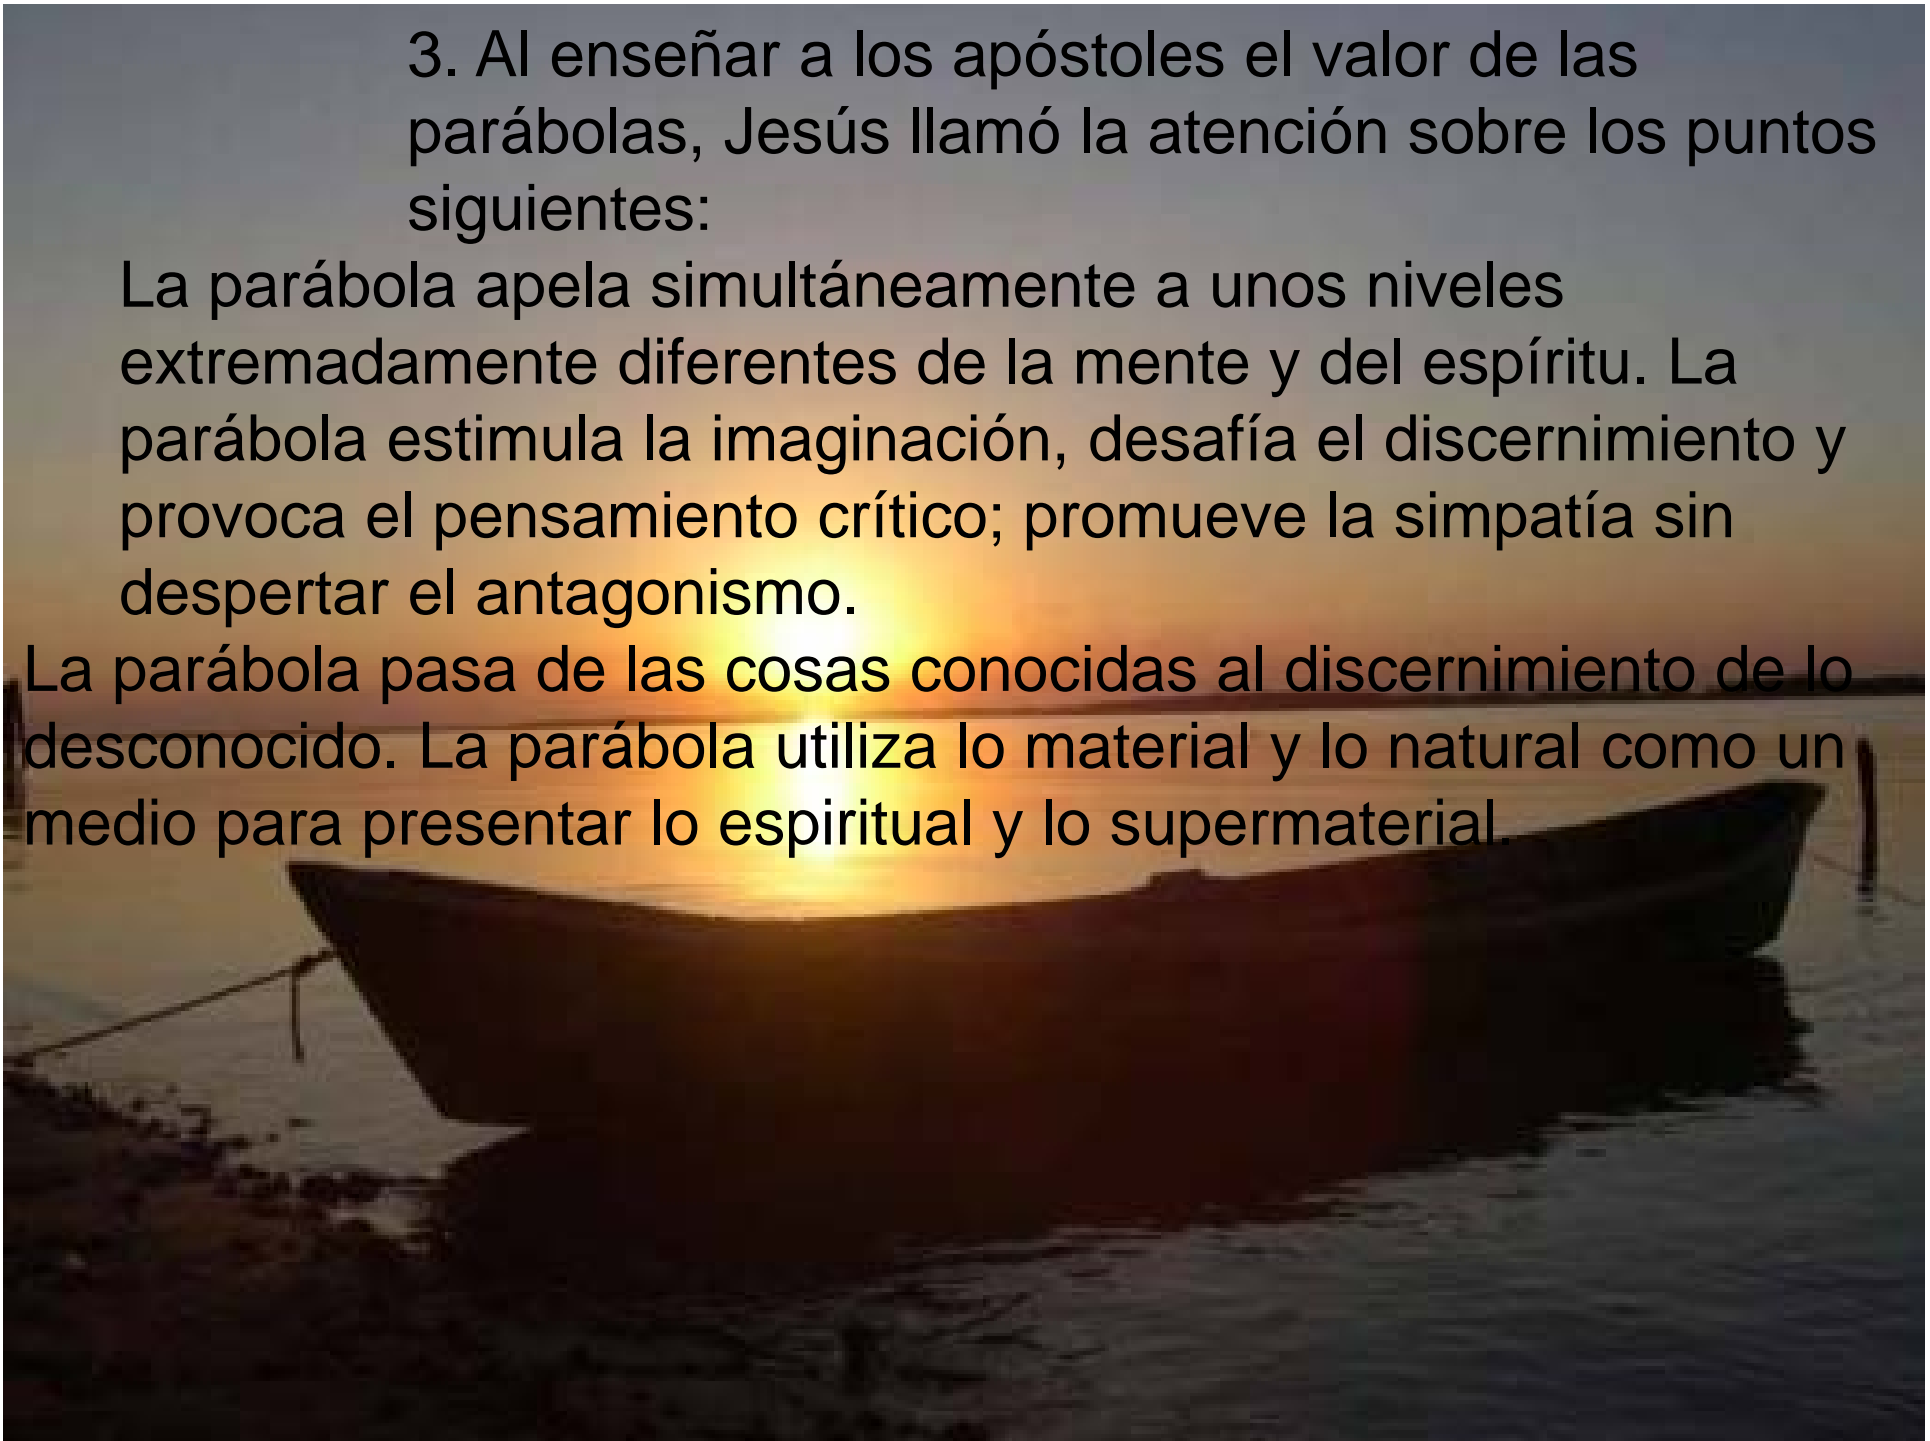 3. Al enseñar a los apóstoles el valor de las
parábolas, Jesús llamó la atención sobre los puntos
siguientes:
La parábola apela simultáneamente a unos niveles
extremadamente diferentes de la mente y del espíritu. La
parábola estimula la imaginación, desafía el discernimiento y
provoca el pensamiento crítico; promueve la simpatía sin
despertar el antagonismo.
La parábola pasa de las cosas conocidas al discernimiento de lo
desconocido. La parábola utiliza lo material y lo natural como un
medio para presentar lo espiritual y lo supermaterial.